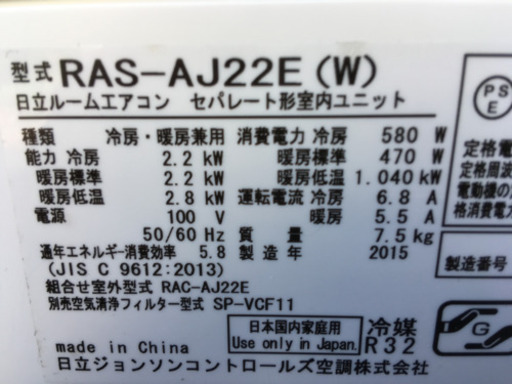 型式 RAS-AJ22E(W)
日立ルームエアコン セパレート形室内ユニット
種類 冷房・暖房兼用 消費電力 冷房 580 W
能力 冷房 2.2 kW 暖房標準 470 W
暖房標準 2.2 kW 暖房低温 1.040 kW
暖房低温 2.8 kW 運転電流 冷房 6.8 A
電源 100 V 暖房 5.5 A
50/60 Hz 質量 7.5 kg
通年エネルギー消費効率 5.8 製造年 2015
(JIS C 9612:2013)
組合せ室外型式 RAC-AJ22E
別売空気清浄フィルター型式 SP-VCF11
日本国内家庭用
Use only in Japan.
冷媒
R32
made in China
日立ジョンソンコントロールズ空調株式会社
PS
E
定格電
定格周波
電動機の
格消費電
製造番号
G